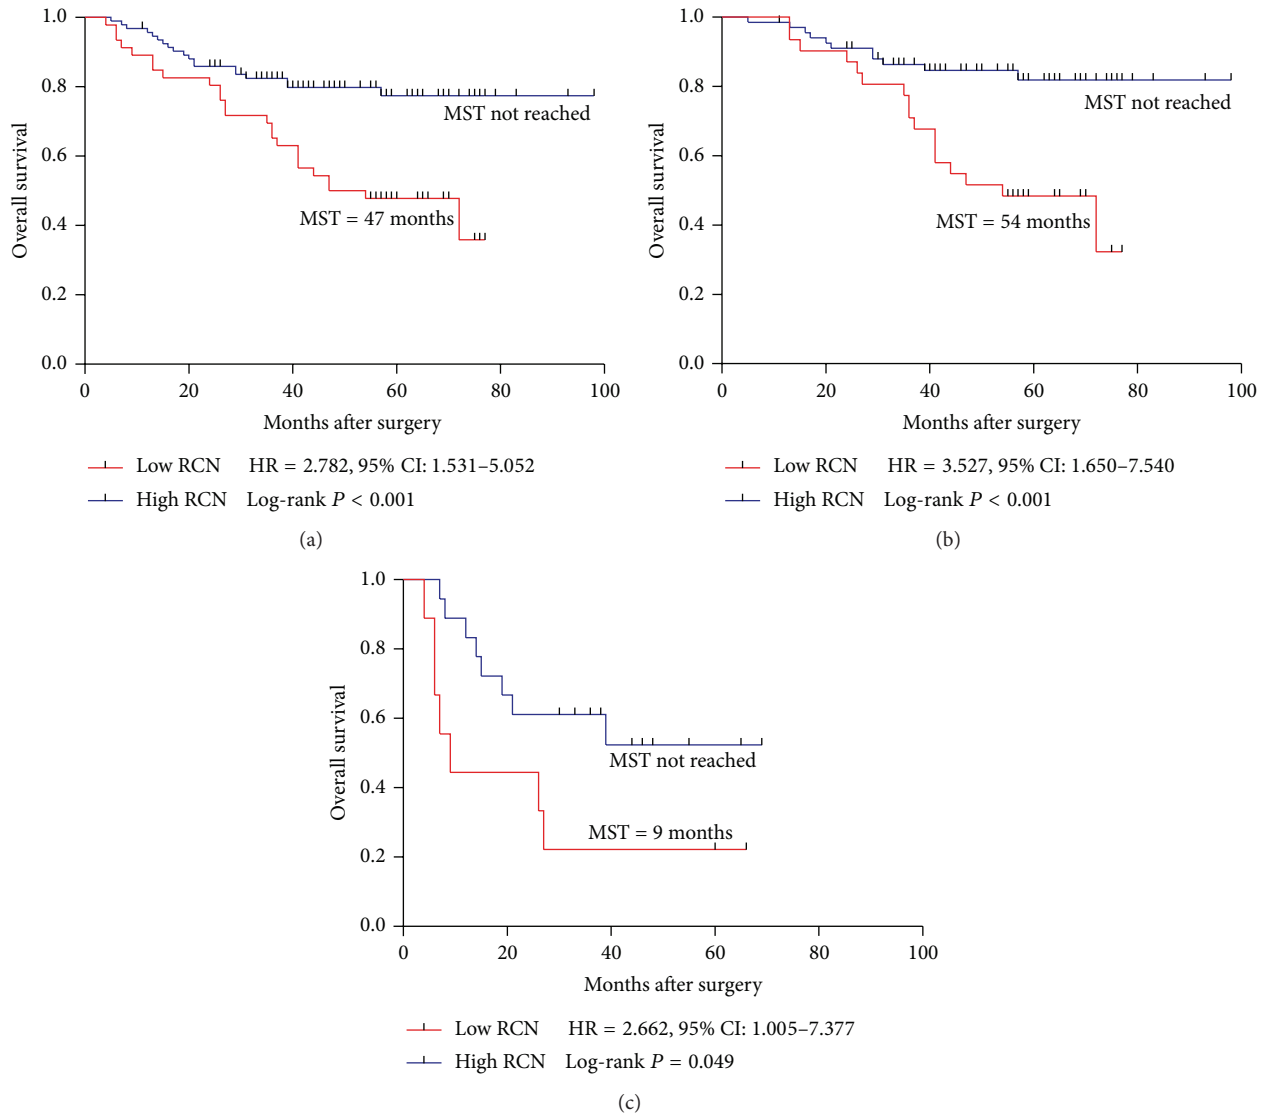 1.0
0.8
0.6
0.4
0.2
0.0
Overall survival
MST not reached
MST = 47 months
0 20 40 60 80 100
Months after surgery
Low RCN HR = 2.782, 95% CI: 1.531–5.052
High RCN Log-rank P < 0.001
(a)
1.0
0.8
0.6
0.4
0.2
0.0
Overall survival
MST not reached
MST = 54 months
0 20 40 60 80 100
Months after surgery
Low RCN HR = 3.527, 95% CI: 1.650–7.540
High RCN Log-rank P < 0.001
(b)
1.0
0.8
0.6
0.4
0.2
0.0
Overall survival
MST not reached
MST = 9 months
0 20 40 60 80 100
Months after surgery
Low RCN HR = 2.662, 95% CI: 1.005–7.377
High RCN Log-rank P = 0.049
(c)